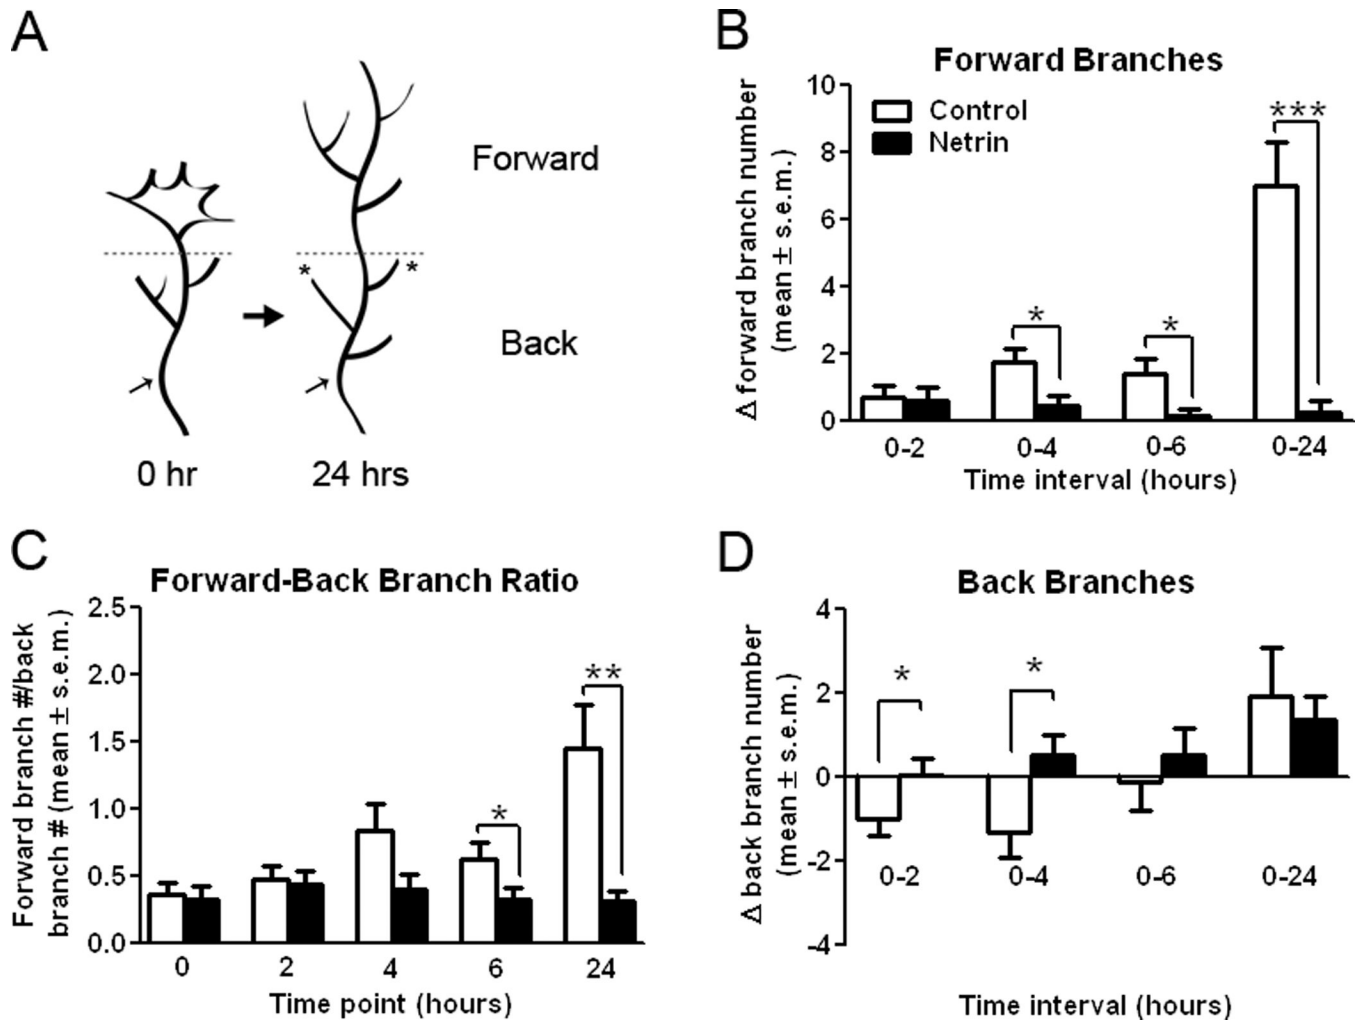 A
Forward
*
*
Back
0 hr
24 hrs
B
Forward Branches
Δ forward branch number
(mean ± s.e.m.)
10
8
6
4
2
0
Control
Netrin
*
*
***
0-2
0-4
0-6
0-24
Time interval (hours)
C
Forward-Back Branch Ratio
Forward branch #/back
branch # (mean ± s.e.m.)
2.5
2.0
1.5
1.0
0.5
0.0
*
**
0
2
4
6
24
Time point (hours)
D
Back Branches
Δ back branch number
(mean ± s.e.m.)
4
2
0
-2
-4
*
*
0-2
0-4
0-6
0-24
Time interval (hours)